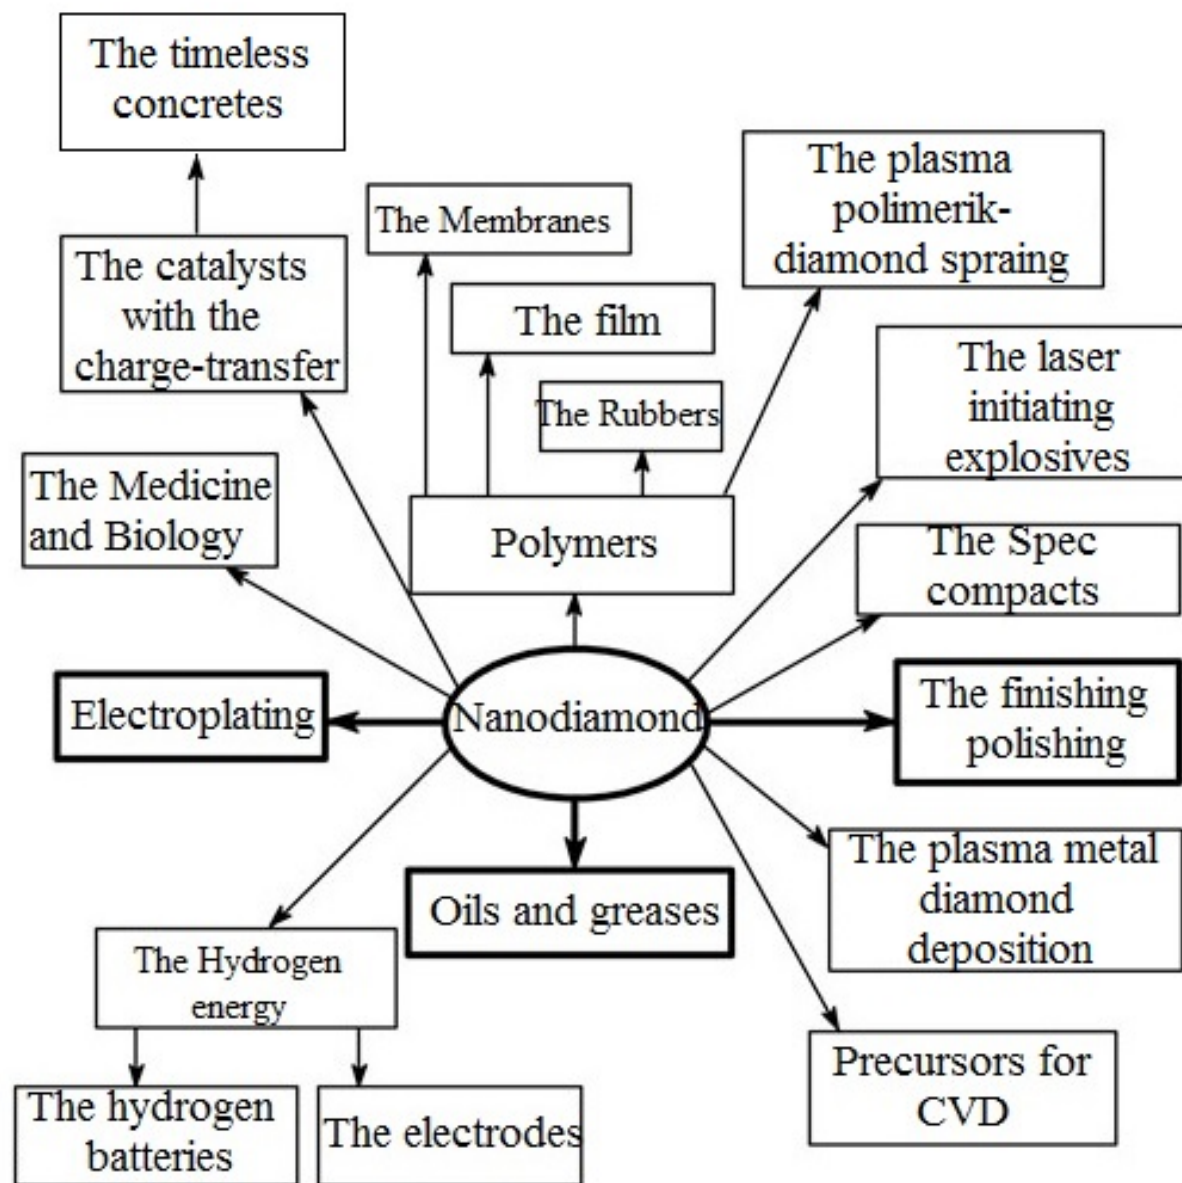 The timeless
concretes
The plasma
polimerik-
diamond spraing
The Membranes
The catalysts
with the
charge-transfer
The film
The laser
initiating
explosives
The Rubbers
The Medicine
and Biology
Polymers
The Spec
compacts
Electroplating
Nanodiamond
The finishing
polishing
Oils and greases
The plasma metal
diamond
deposition
The Hydrogen
energy
Precursors for
CVD
The hydrogen
batteries
The electrodes